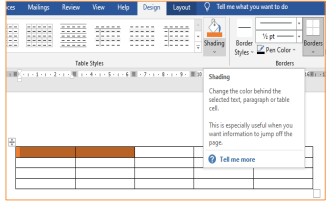 ces Mailings Review View Help Design Layout Tell me what you want to do
Shading
Border
Styles
½ pt
Pen Color
Borders
Table Styles
Borders
Shading
Change the color behind the
selected text, paragraph or table
cell.
This is especially useful when you
want information to jump off the
page.
Tell me more